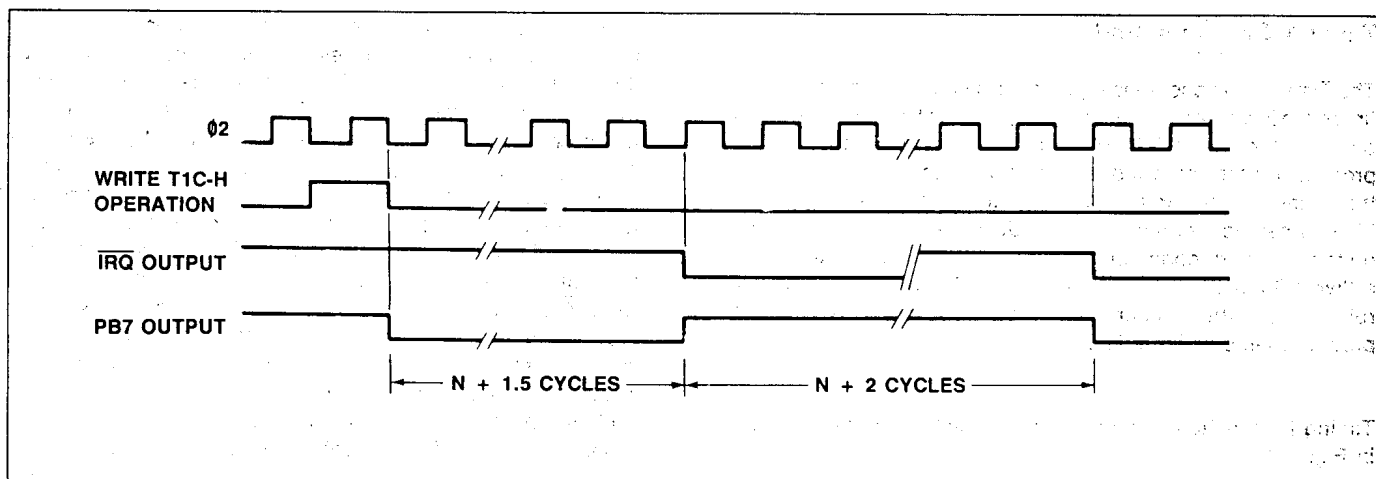 Ø2
WRITE T1C-H
OPERATION
IRQ OUTPUT
PB7 OUTPUT
N + 1.5 CYCLES
N + 2 CYCLES